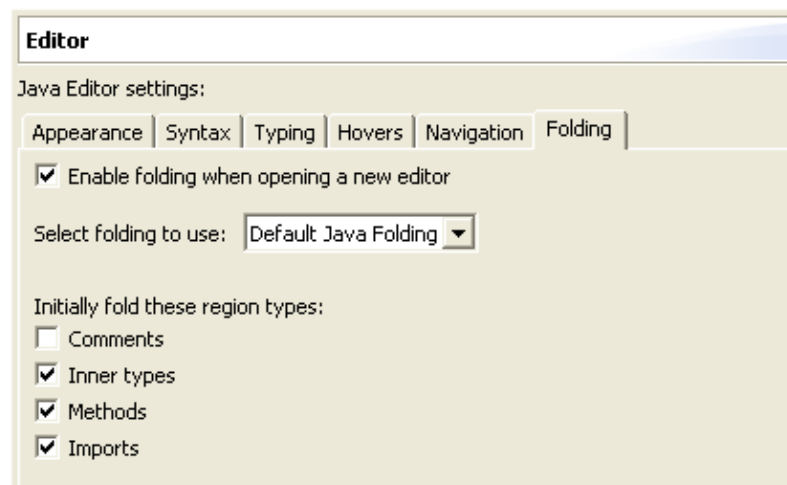 Editor
Java Editor settings:
Appearance Syntax Typing Hovers Navigation Folding
Enable folding when opening a new editor
Select folding to use: Default Java Folding
Initially fold these region types:
Comments
Inner types
Methods
Imports